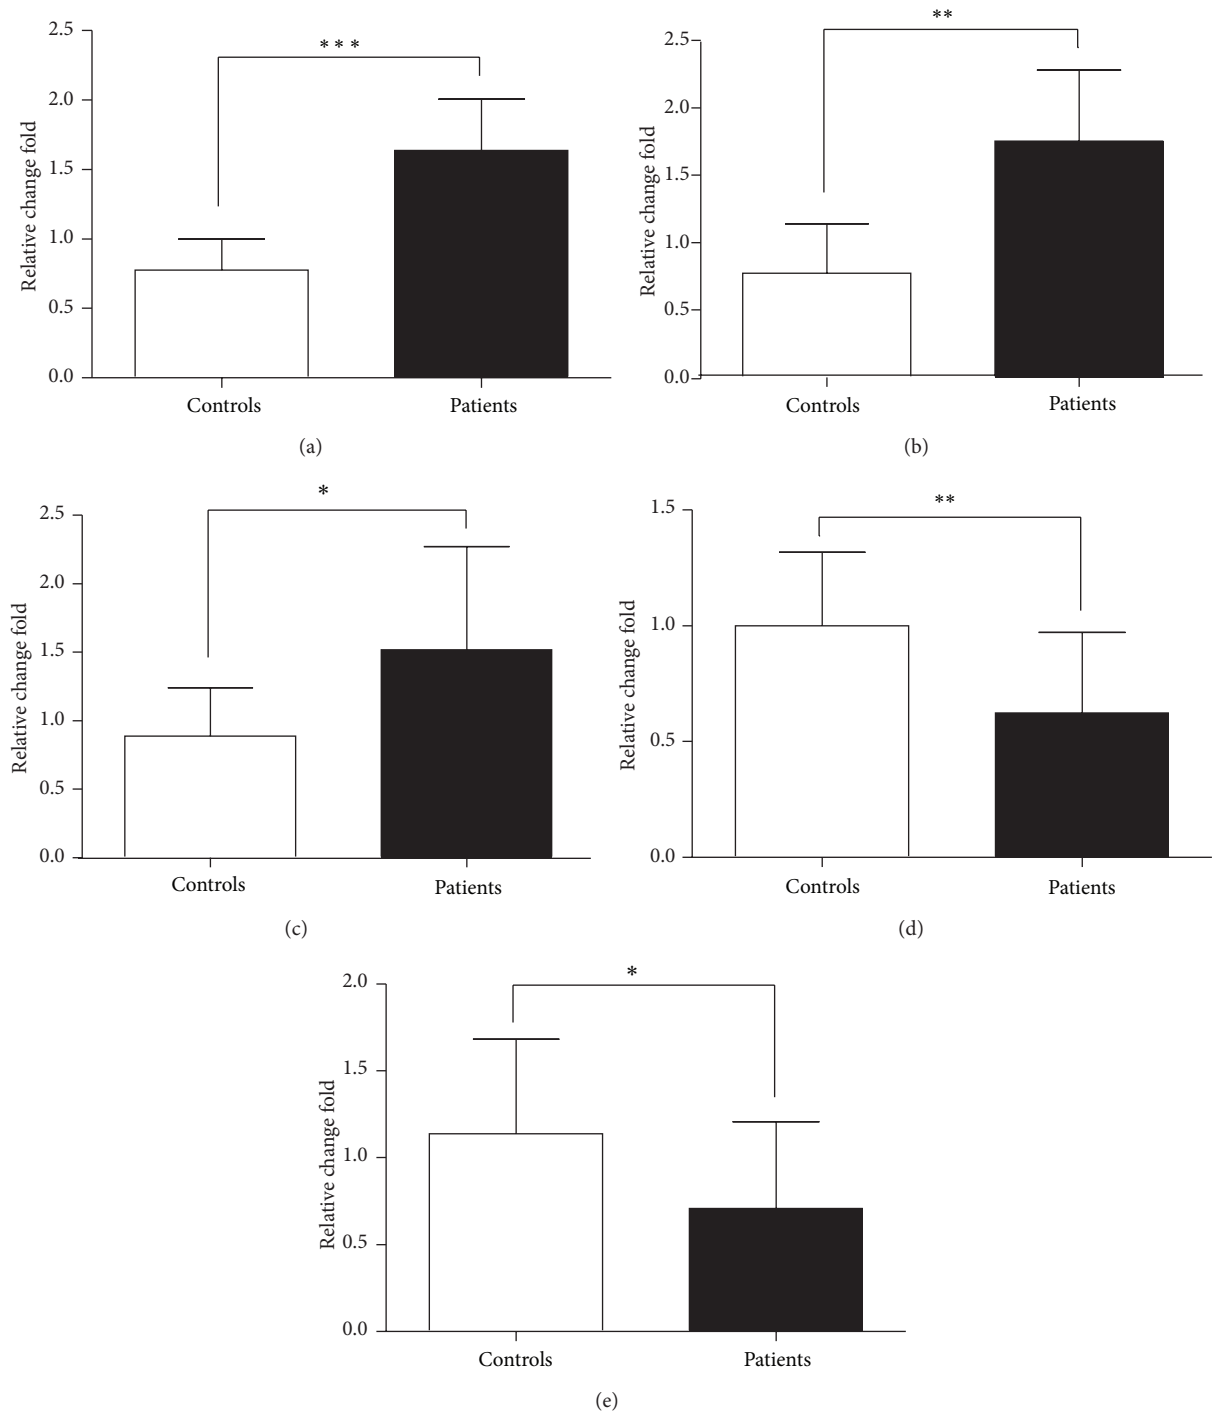 ***
2.5
2.0
1.5
1.0
0.5
0.0
Relative change fold
Controls
Patients
(a)
**
2.5
2.0
1.5
1.0
0.5
0.0
Relative change fold
Controls
Patients
(b)
*
2.5
2.0
1.5
1.0
0.5
0.0
Relative change fold
Controls
Patients
(c)
**
1.5
1.0
0.5
0.0
Relative change fold
Controls
Patients
(d)
*
2.0
1.5
1.0
0.5
0.0
Relative change fold
Controls
Patients
(e)